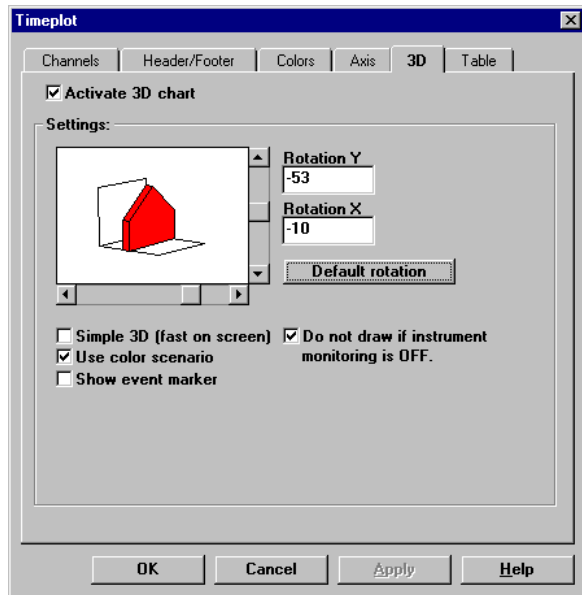 Timeplot
Channels Header/Footer Colors Axis 3D Table
Activate 3D chart
Settings:
Rotation Y
-53
Rotation X
-10
Default rotation
Simple 3D (fast on screen)
Use color scenario
Show event marker
Do not draw if instrument
monitoring is OFF.
OK Cancel Apply Help